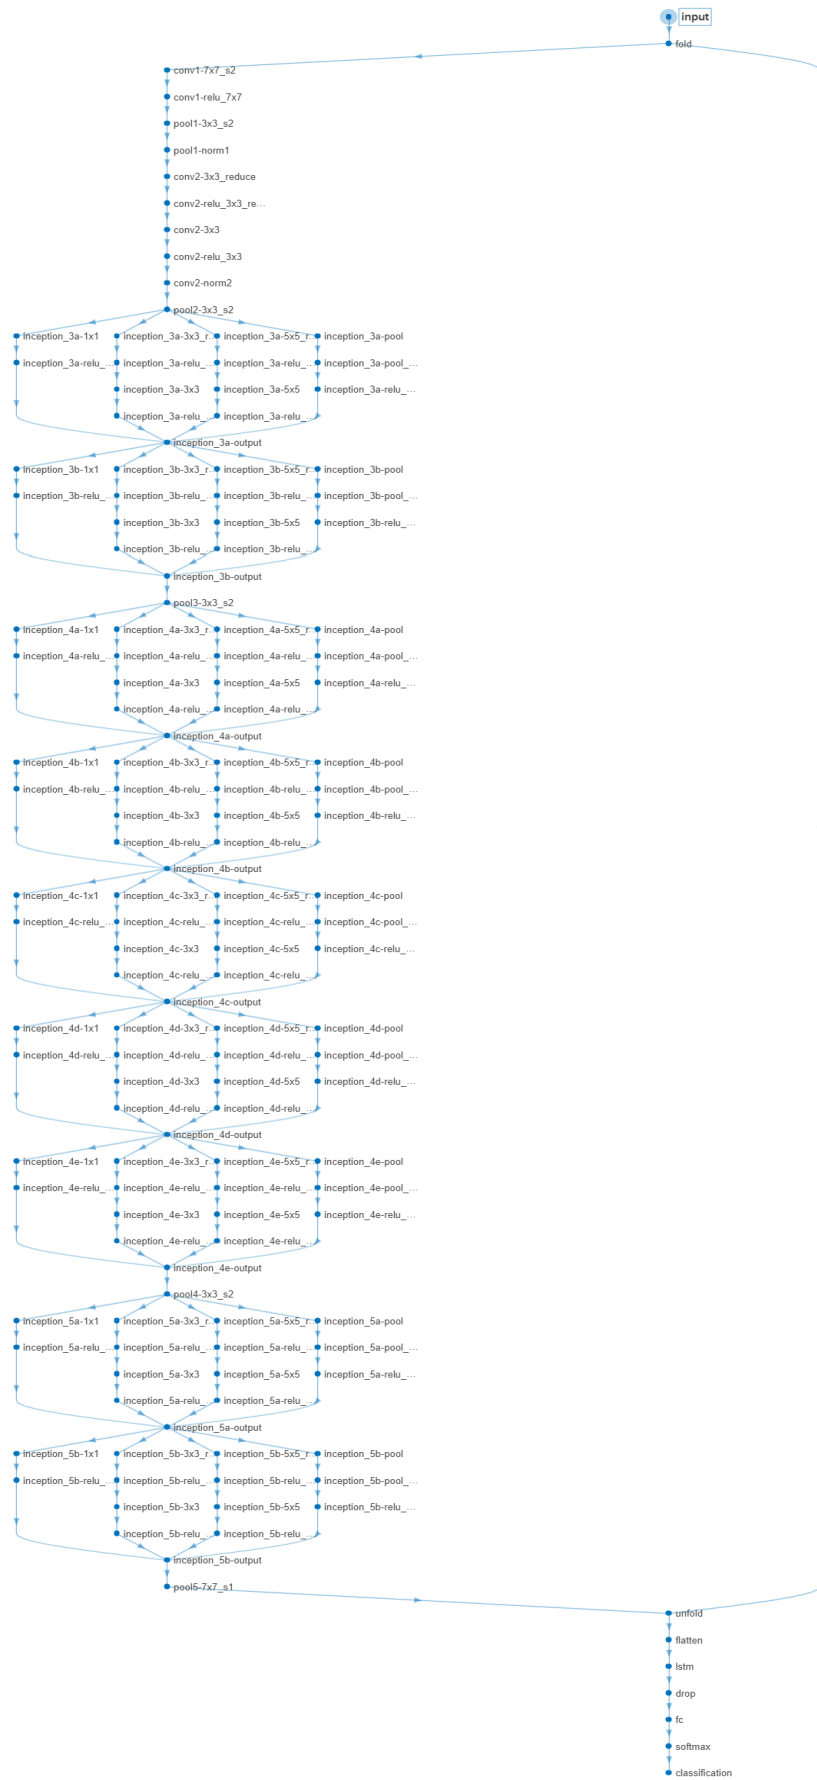 input
fold
conv1-7x7_s2
conv1-relu_7x7
pool1-3x3_s2
pool1-norm1
conv2-3x3_reduce
conv2-relu_3x3_re...
conv2-3x3
conv2-relu_3x3
conv2-norm2
pool2-3x3_s2
inception_3a-1x1 inception_3a-3x3_r... inception_3a-5x5_r... inception_3a-pool
inception_3a-relu_... inception_3a-relu_... inception_3a-relu_... inception_3a-pool_...
inception_3a-3x3 inception_3a-5x5 inception_3a-relu_...
inception_3a-relu_... inception_3a-relu_...
inception_3a-output
inception_3b-1x1 inception_3b-3x3_r... inception_3b-5x5_r... inception_3b-pool
inception_3b-relu_... inception_3b-relu_... inception_3b-relu_... inception_3b-pool_...
inception_3b-3x3 inception_3b-5x5 inception_3b-relu_...
inception_3b-relu_... inception_3b-relu_...
inception_3b-output
pool3-3x3_s2
inception_4a-1x1 inception_4a-3x3_r... inception_4a-5x5_r... inception_4a-pool
inception_4a-relu_... inception_4a-relu_... inception_4a-relu_... inception_4a-pool_...
inception_4a-3x3 inception_4a-5x5 inception_4a-relu_...
inception_4a-relu_... inception_4a-relu_...
inception_4a-output
inception_4b-1x1 inception_4b-3x3_r... inception_4b-5x5_r... inception_4b-pool
inception_4b-relu_... inception_4b-relu_... inception_4b-relu_... inception_4b-pool_...
inception_4b-3x3 inception_4b-5x5 inception_4b-relu_...
inception_4b-relu_... inception_4b-relu_...
inception_4b-output
inception_4c-1x1 inception_4c-3x3_r... inception_4c-5x5_r... inception_4c-pool
inception_4c-relu_... inception_4c-relu_... inception_4c-relu_... inception_4c-pool_...
inception_4c-3x3 inception_4c-5x5 inception_4c-relu_...
inception_4c-relu_... inception_4c-relu_...
inception_4c-output
inception_4d-1x1 inception_4d-3x3_r... inception_4d-5x5_r... inception_4d-pool
inception_4d-relu_... inception_4d-relu_... inception_4d-relu_... inception_4d-pool_...
inception_4d-3x3 inception_4d-5x5 inception_4d-relu_...
inception_4d-relu_... inception_4d-relu_...
inception_4d-output
inception_4e-1x1 inception_4e-3x3_r... inception_4e-5x5_r... inception_4e-pool
inception_4e-relu_... inception_4e-relu_... inception_4e-relu_... inception_4e-pool_...
inception_4e-3x3 inception_4e-5x5 inception_4e-relu_...
inception_4e-relu_... inception_4e-relu_...
inception_4e-output
pool4-3x3_s2
inception_5a-1x1 inception_5a-3x3_r... inception_5a-5x5_r... inception_5a-pool
inception_5a-relu_... inception_5a-relu_... inception_5a-relu_... inception_5a-pool_...
inception_5a-3x3 inception_5a-5x5 inception_5a-relu_...
inception_5a-relu_... inception_5a-relu_...
inception_5a-output
inception_5b-1x1 inception_5b-3x3_r... inception_5b-5x5_r... inception_5b-pool
inception_5b-relu_... inception_5b-relu_... inception_5b-relu_... inception_5b-pool_...
inception_5b-3x3 inception_5b-5x5 inception_5b-relu_...
inception_5b-relu_... inception_5b-relu_...
inception_5b-output
pool5-7x7_s1
unfold
flatten
lstm
drop
fc
softmax
classification